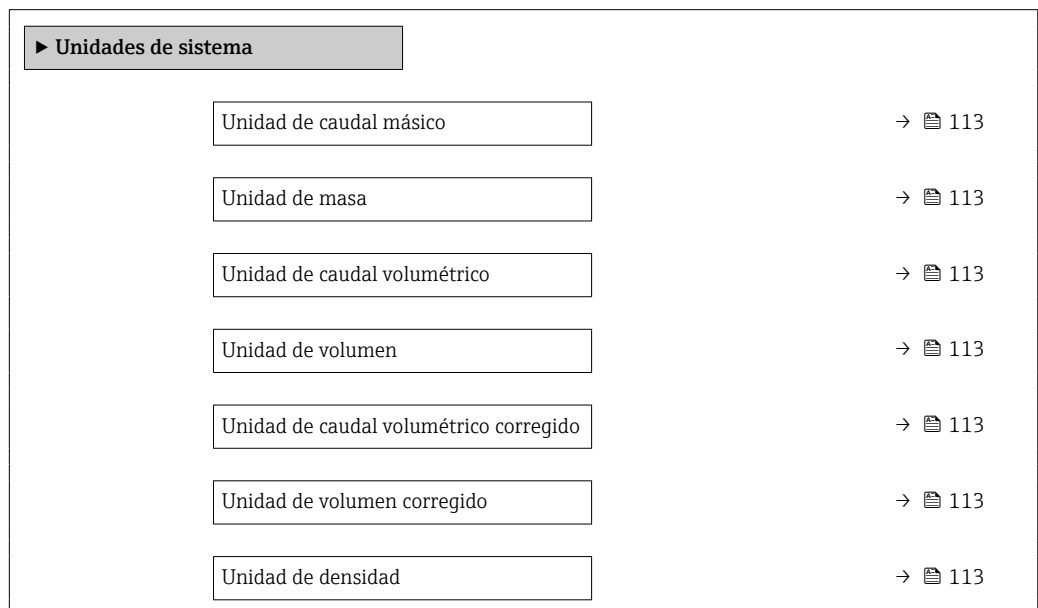 ▶ Unidades de sistema
Unidad de caudal másico → 113
Unidad de masa → 113
Unidad de caudal volumétrico → 113
Unidad de volumen → 113
Unidad de caudal volumétrico corregido → 113
Unidad de volumen corregido → 113
Unidad de densidad → 113